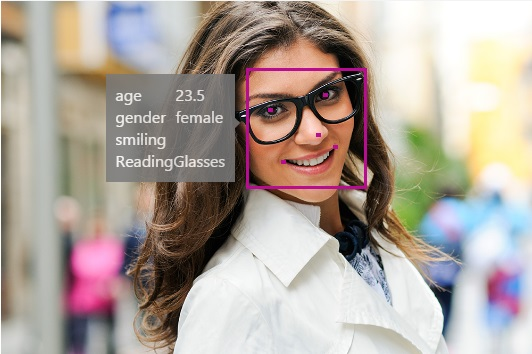 age 23.5
gender female
smiling
ReadingGlasses